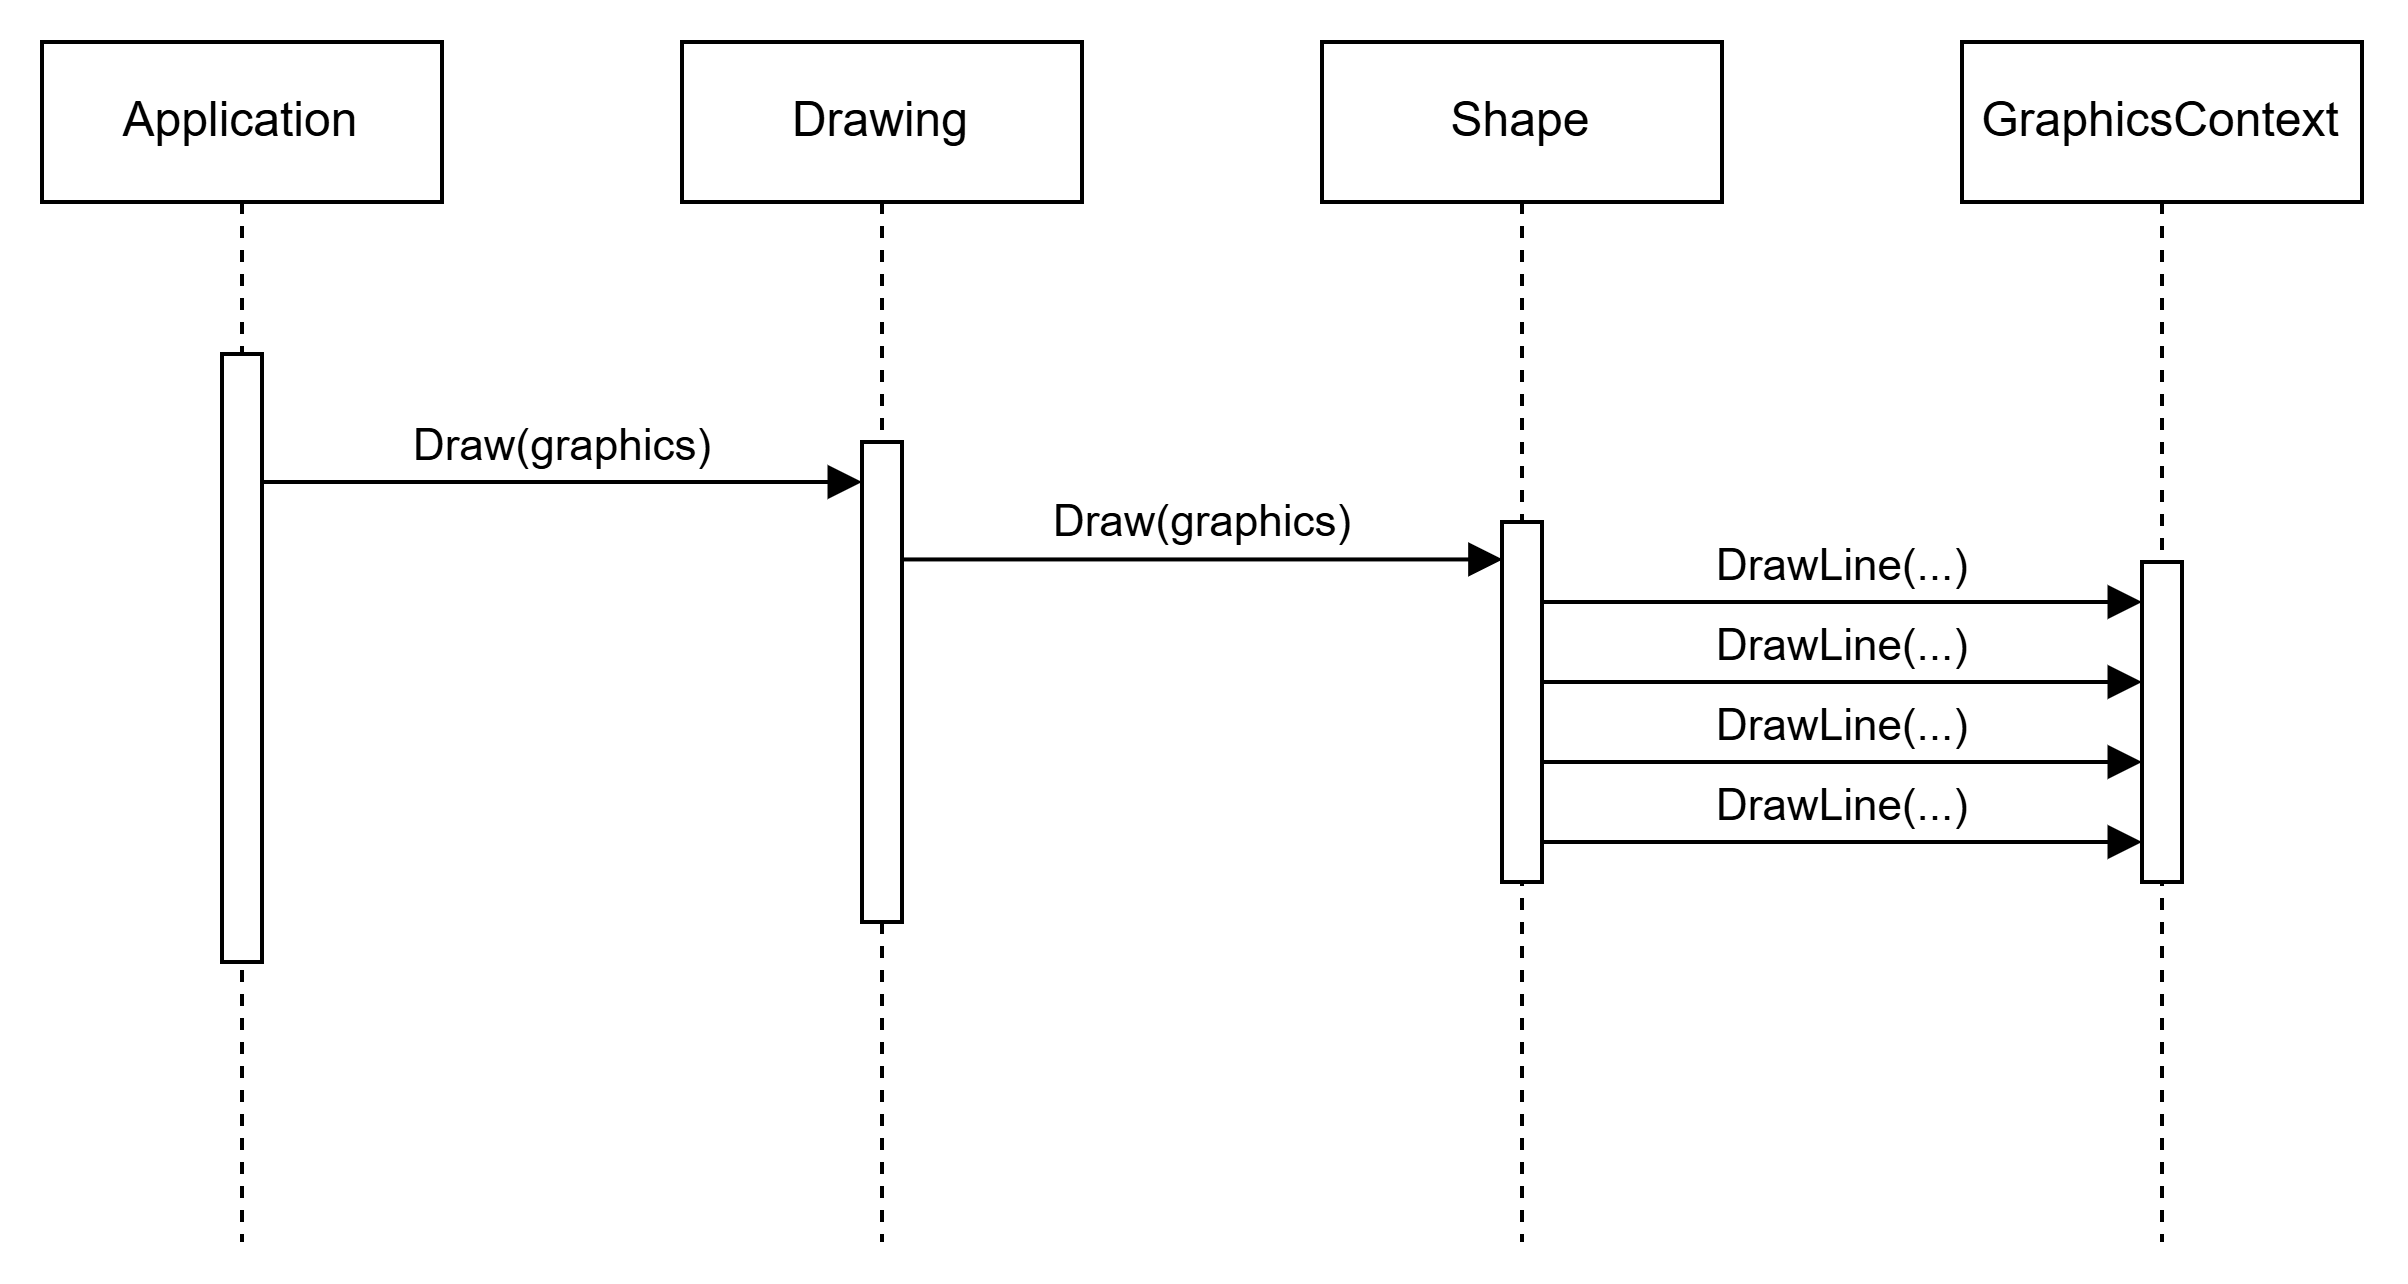 Application
Drawing
Shape
GraphicsContext
Draw(graphics)
Draw(graphics)
DrawLine(...)
DrawLine(...)
DrawLine(...)
DrawLine(...)